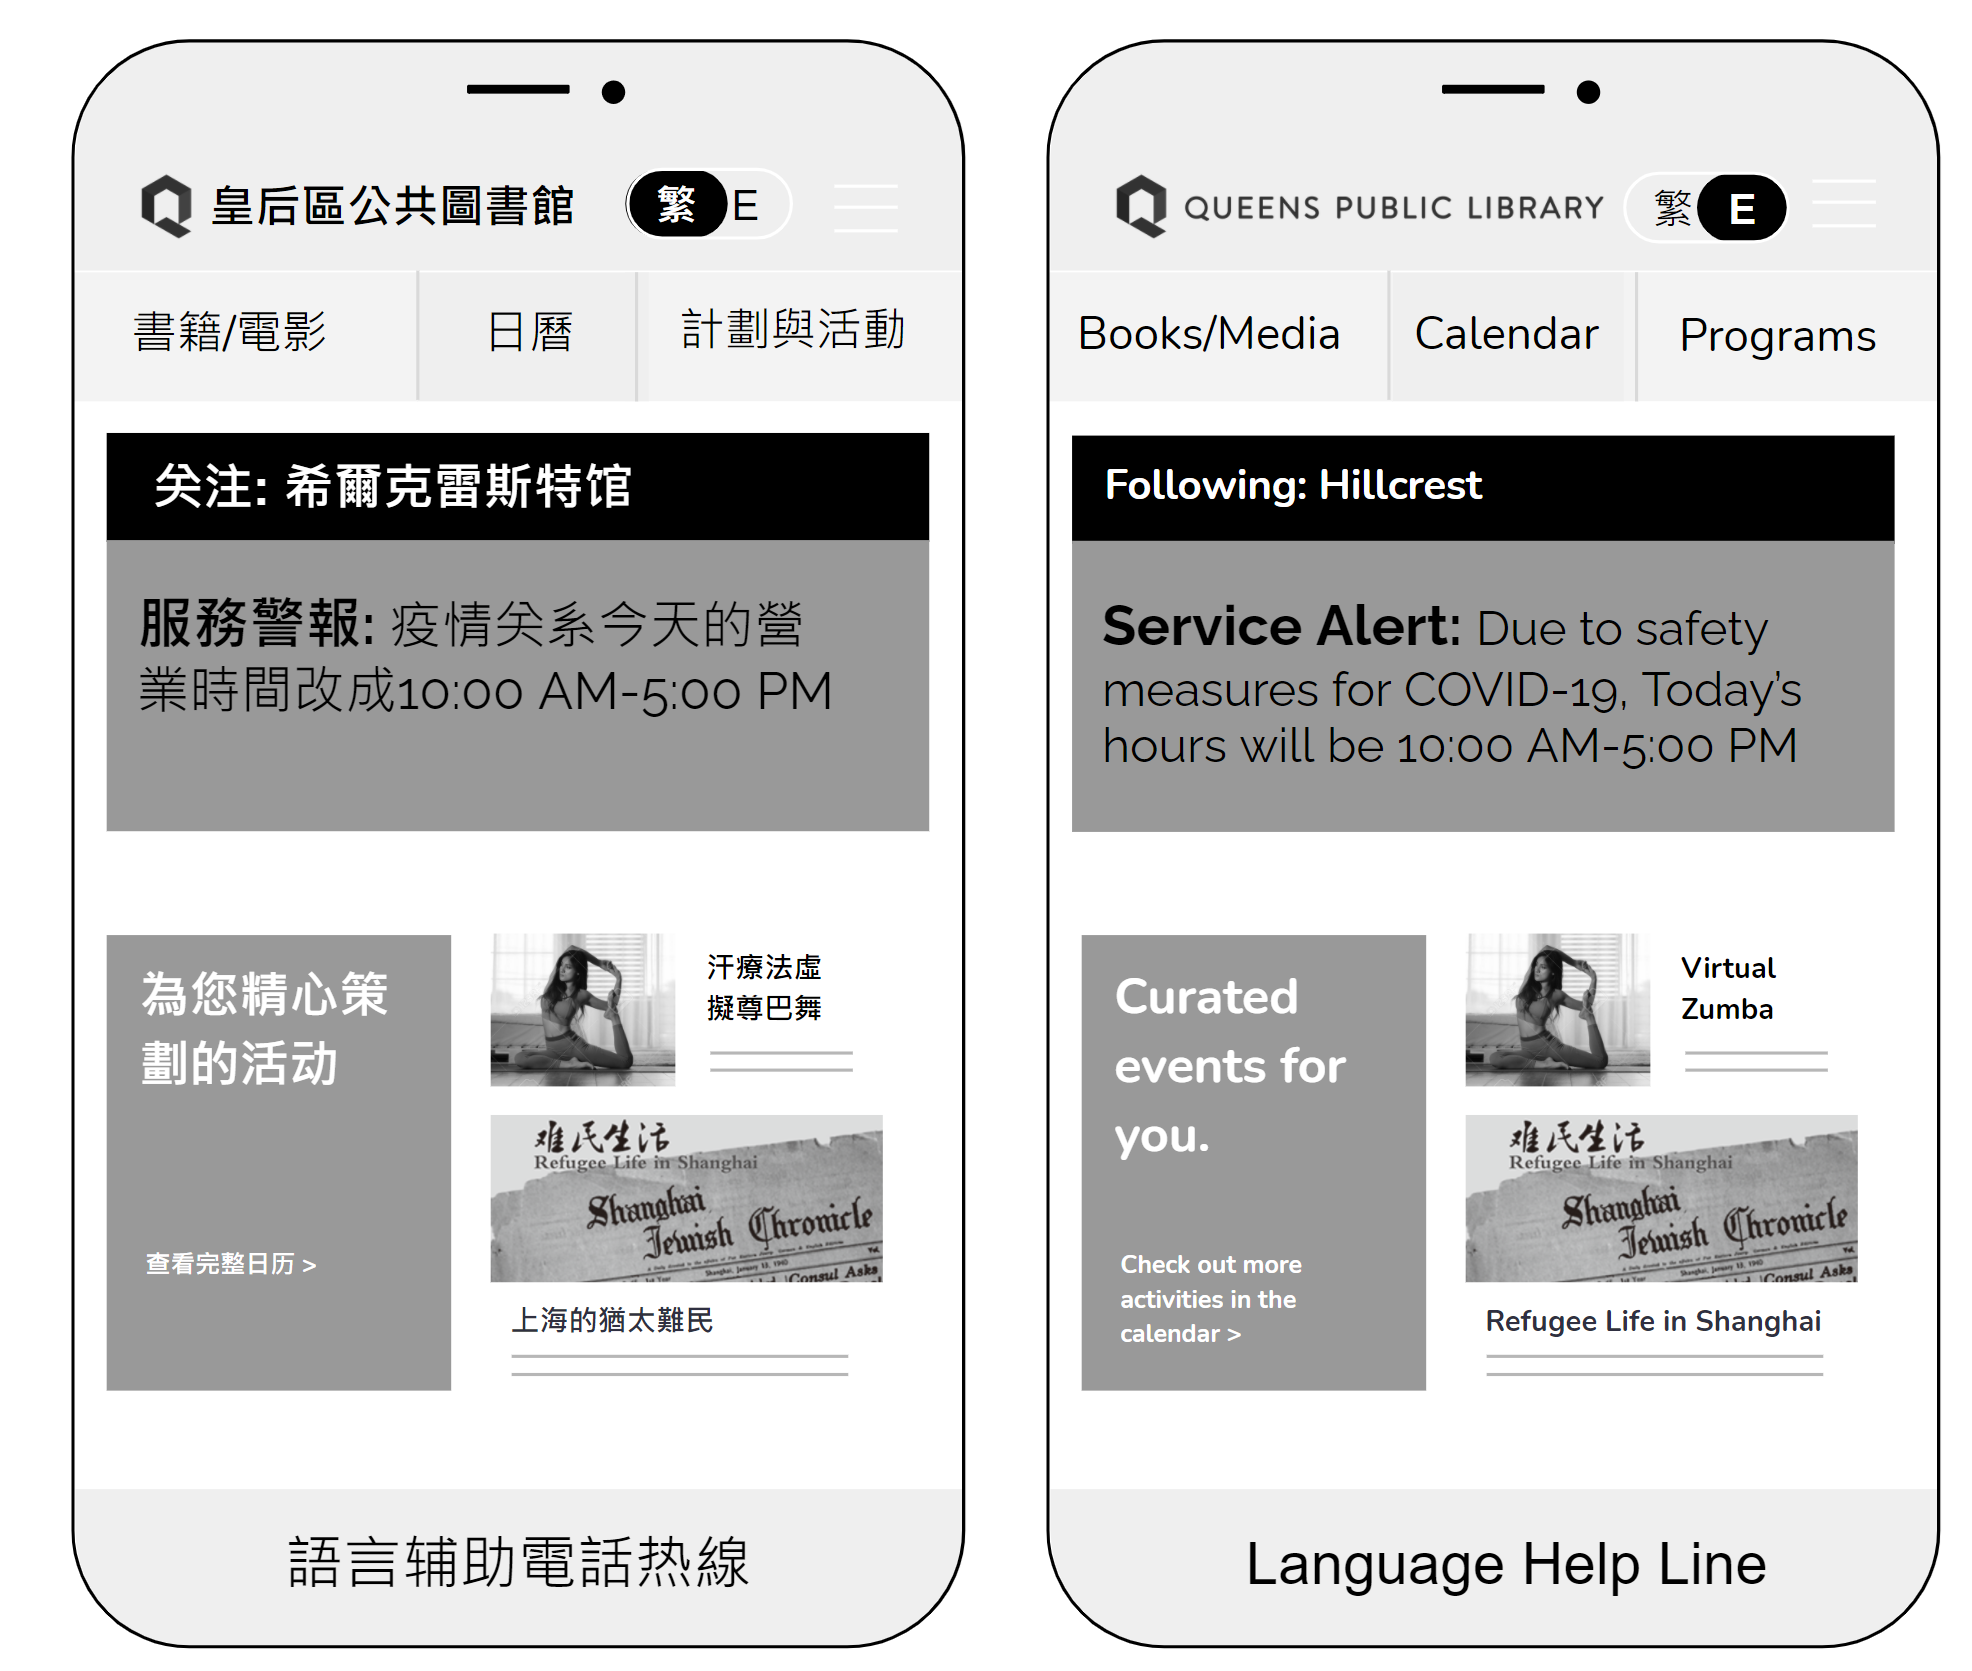 皇后區公共圖書館
繁 E
書籍/電影
日曆
計劃與活動
关注: 希爾克雷斯特馆
服務警報: 疫情关系今天的營
業時間改成10:00 AM-5:00 PM
為您精心策
劃的活动
查看完整日历 >
汗療法虛
擬尊巴舞
难民生活
Refugee Life in Shanghai
Shanghai
Jewish Chronicle
Shanghai, January 13, 1940
Consul Asks
上海的猶太難民
語言辅助電話热線
QUEENS PUBLIC LIBRARY
繁 E
Books/Media
Calendar
Programs
Following: Hillcrest
Service Alert: Due to safety
measures for COVID-19, Today's
hours will be 10:00 AM-5:00 PM
Curated
events for
you.
Check out more
activities in the
calendar >
Virtual
Zumba
难民生活
Refugee Life in Shanghai
Shanghai
Jewish Chronicle
Shanghai, January 13, 1940
Consul Asks
Refugee Life in Shanghai
Language Help Line